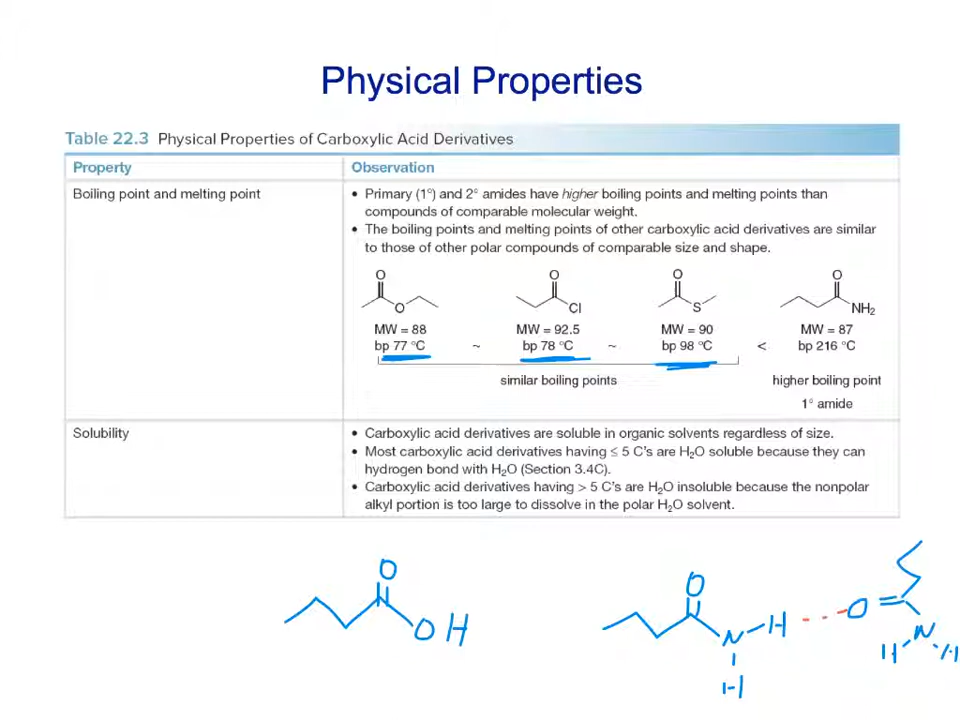 Physical Properties
Table 22.3 Physical Properties of Carboxylic Acid Derivatives
Property Observation
Boiling point and melting point
• Primary (1°) and 2° amides have higher boiling points and melting points than
compounds of comparable molecular weight.
• The boiling points and melting points of other carboxylic acid derivatives are similar
to those of other polar compounds of comparable size and shape.
O O O O
O Cl S NH₂
MW = 88 MW = 92.5 MW = 90 MW = 87
bp 77 °C ~ bp 78 °C ~ bp 98 °C < bp 216 °C
similar boiling points higher boiling point
1° amide
Solubility
• Carboxylic acid derivatives are soluble in organic solvents regardless of size.
• Most carboxylic acid derivatives having ≤ 5 C's are H₂O soluble because they can
hydrogen bond with H₂O (Section 3.4C).
• Carboxylic acid derivatives having > 5 C's are H₂O insoluble because the nonpolar
alkyl portion is too large to dissolve in the polar H₂O solvent.
O O
OH N H O
H N H
H